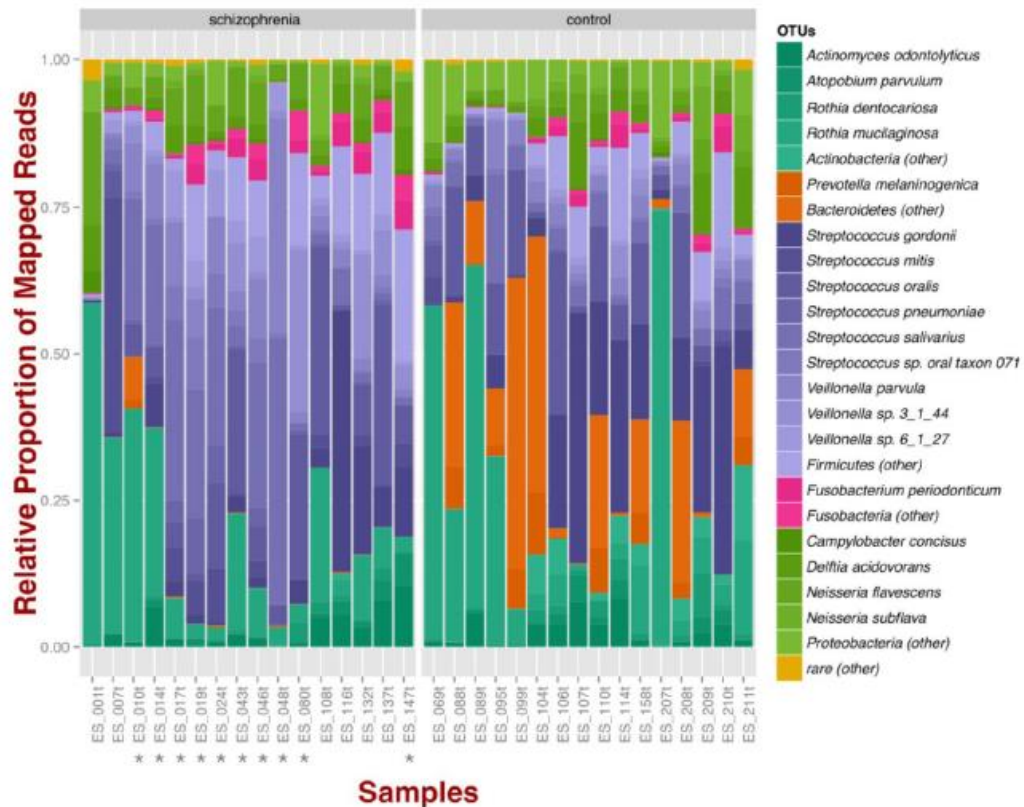 schizophrenia
control
Relative Proportion of Mapped Reads
1.00
0.75
0.50
0.25
0.00
ES_001t
ES_007t
ES_010t *
ES_014t *
ES_017t *
ES_019t *
ES_024t *
ES_043t *
ES_046t *
ES_048t *
ES_080t *
ES_108t
ES_116t
ES_132t
ES_137t
ES_147t *
ES_069t
ES_088t
ES_089t
ES_095t
ES_099t
ES_104t
ES_106t
ES_107t
ES_110t
ES_114t
ES_158t
ES_207t
ES_208t
ES_209t
ES_210t
ES_211t
Samples
OTUs
Actinomyces odontolyticus
Atopobium parvulum
Rothia dentocariosa
Rothia mucilaginosa
Actinobacteria (other)
Prevotella melaninogenica
Bacteroidetes (other)
Streptococcus gordonii
Streptococcus mitis
Streptococcus oralis
Streptococcus pneumoniae
Streptococcus salivarius
Streptococcus sp. oral taxon 071
Veillonella parvula
Veillonella sp. 3_1_44
Veillonella sp. 6_1_27
Firmicutes (other)
Fusobacterium periodonticum
Fusobacteria (other)
Campylobacter concisus
Delftia acidovorans
Neisseria flavescens
Neisseria subflava
Proteobacteria (other)
rare (other)